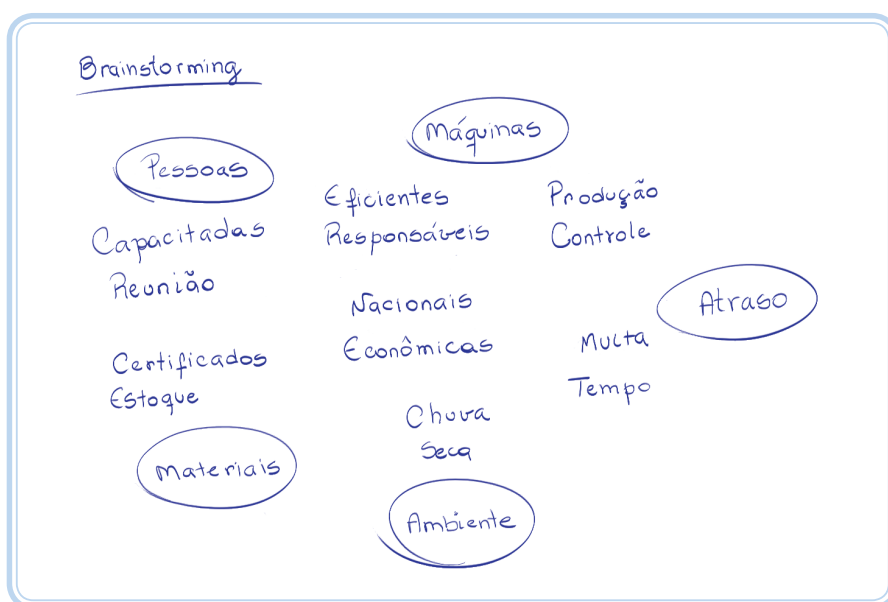 Brainstorming
Máquinas
Pessoas
Eficientes
Produção
Capacitadas
Responsáveis
Controle
Reunião
Nacionais
Atraso
Econômicas
Multa
Certificados
Tempo
Estoque
Chuva
Seca
Materiais
Ambiente